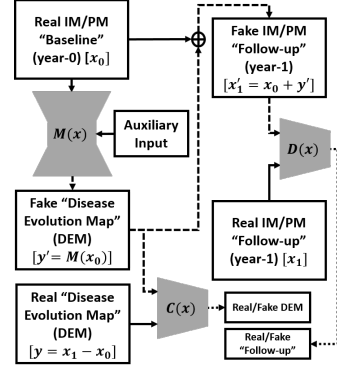 Real IM/PM
“Baseline”
(year-0) [x₀]
Fake IM/PM
“Follow-up”
(year-1)
[x′₁ = x₀ + y′]
M(x)
Auxiliary
Input
D(x)
Fake “Disease
Evolution Map”
(DEM)
[y′= M(x₀)]
Real IM/PM
“Follow-up”
(year-1) [x₁]
Real “Disease
Evolution Map”
(DEM)
[y = x₁ − x₀]
C(x)
Real/Fake DEM
Real/Fake
“Follow-up”